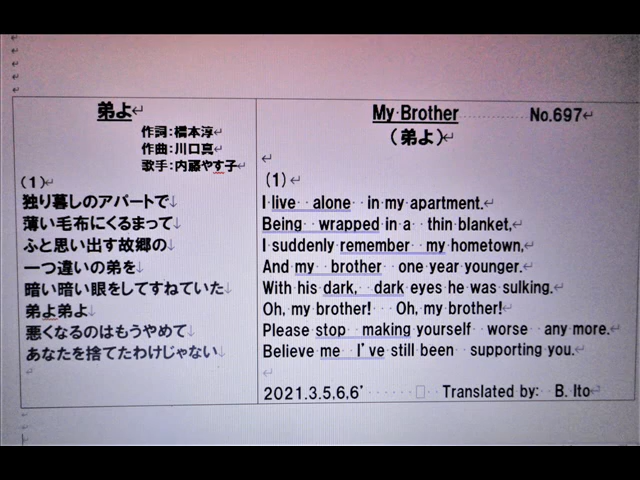 弟よ
作詞：橋本淳
作曲：川口真
歌手：内藤やす子
（１）
独り暮しのアパートで
薄い毛布にくるまって
ふと思い出す故郷の
一つ違いの弟を
暗い暗い眼をしてすねていた
弟よ弟よ
悪くなるのはもうやめて
あなたを捨てたわけじゃない
My Brother No.697
（弟よ）
（１）
I live alone in my apartment.
Being wrapped in a thin blanket,
I suddenly remember my hometown,
And my brother one year younger.
With his dark, dark eyes he was sulking.
Oh, my brother! Oh, my brother!
Please stop making yourself worse any more.
Believe me I've still been supporting you.
2021.3.5,6,6' Translated by: B. Ito